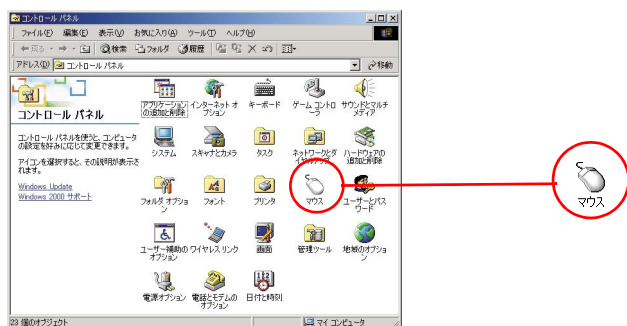 コントロール パネル
ファイル(F) 編集(E) 表示(V) お気に入り(A) ツール(T) ヘルプ(H)
戻る 検索 フォルダ 履歴
アドレス(D) コントロール パネル 移動
コントロール パネル
コントロール パネルを使うと、コンピュータ
の設定を好みに応じて変更できます。
アイコンを選択すると、その説明が表示さ
れます。
Windows Update
Windows 2000 サポート
アプリケーション
の追加と削除
インターネット オ
プション
キーボード
ゲーム コントロ
ーラ
サウンドとマルチ
メディア
システム
スキャナとカメラ
タスク
ネットワークとダ
イヤルアップ...
ハードウェアの
追加と削除
フォルダ オプショ
ン
フォント
プリンタ
マウス
ユーザーとパス
ワード
ユーザー補助の
オプション
ワイヤレス リンク
画面
管理ツール
地域のオプショ
ン
電源オプション
電話とモデムの
オプション
日付と時刻
マウス
23 個のオブジェクト
マイ コンピュータ